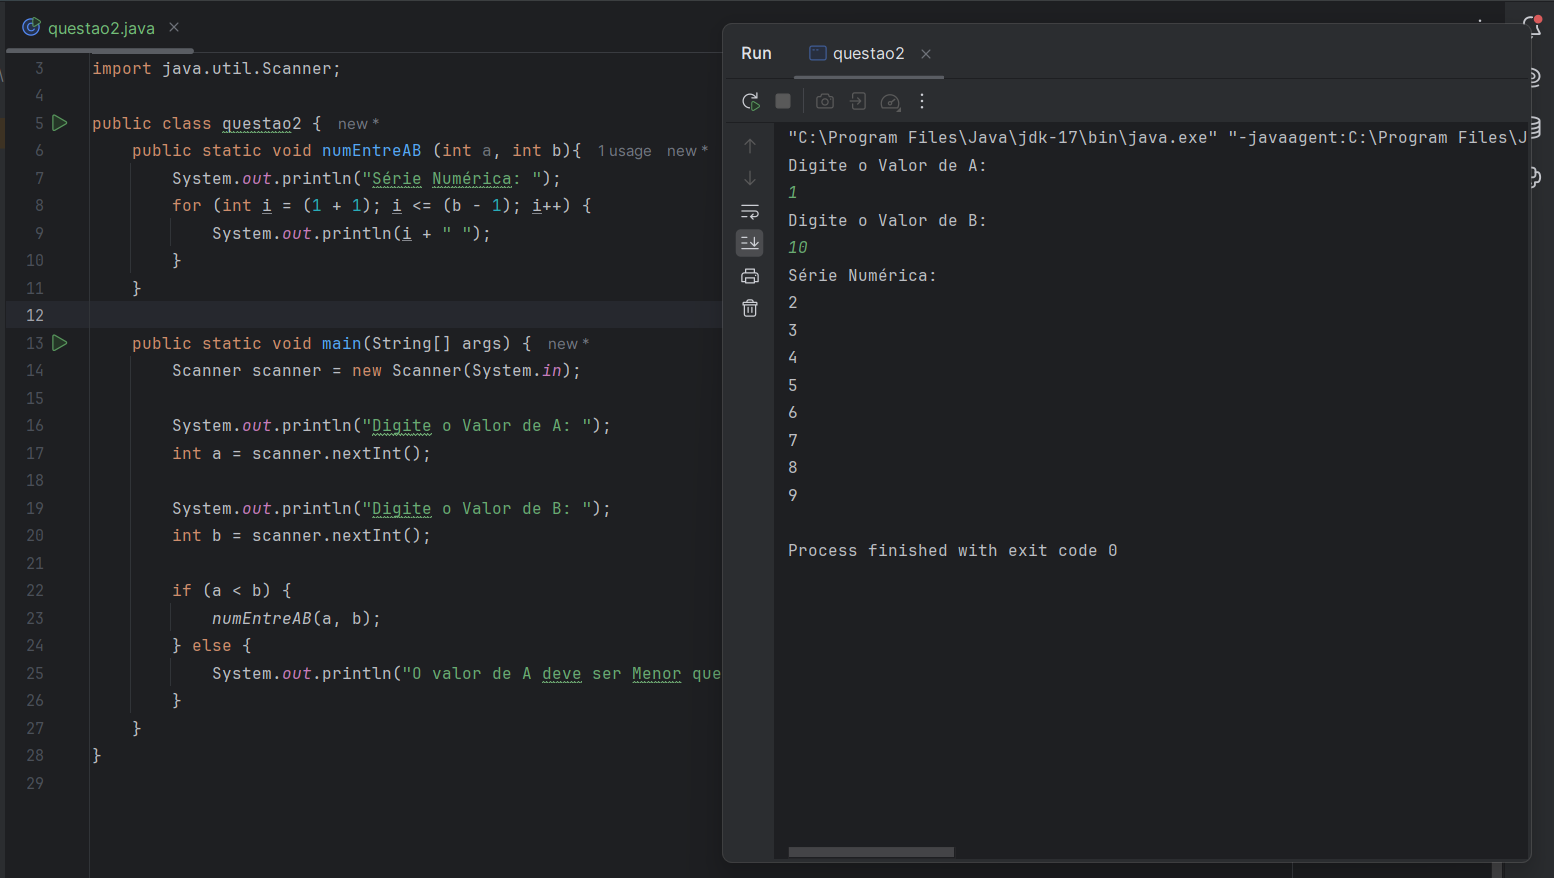 questao2.java
3 import java.util.Scanner;
4
5 public class questao2 { new *
6 public static void numEntreAB (int a, int b){ 1 usage new *
7 System.out.println("Série Numérica: ");
8 for (int i = (1 + 1); i <= (b - 1); i++) {
9 System.out.println(i + " ");
10 }
11 }
12
13 public static void main(String[] args) { new *
14 Scanner scanner = new Scanner(System.in);
15
16 System.out.println("Digite o Valor de A: ");
17 int a = scanner.nextInt();
18
19 System.out.println("Digite o Valor de B: ");
20 int b = scanner.nextInt();
21
22 if (a < b) {
23 numEntreAB(a, b);
24 } else {
25 System.out.println("O valor de A deve ser Menor que
26 }
27 }
28 }
29
Run questao2
"C:\Program Files\Java\jdk-17\bin\java.exe" "-javaagent:C:\Program Files\J
Digite o Valor de A:
1
Digite o Valor de B:
10
Série Numérica:
2
3
4
5
6
7
8
9
Process finished with exit code 0